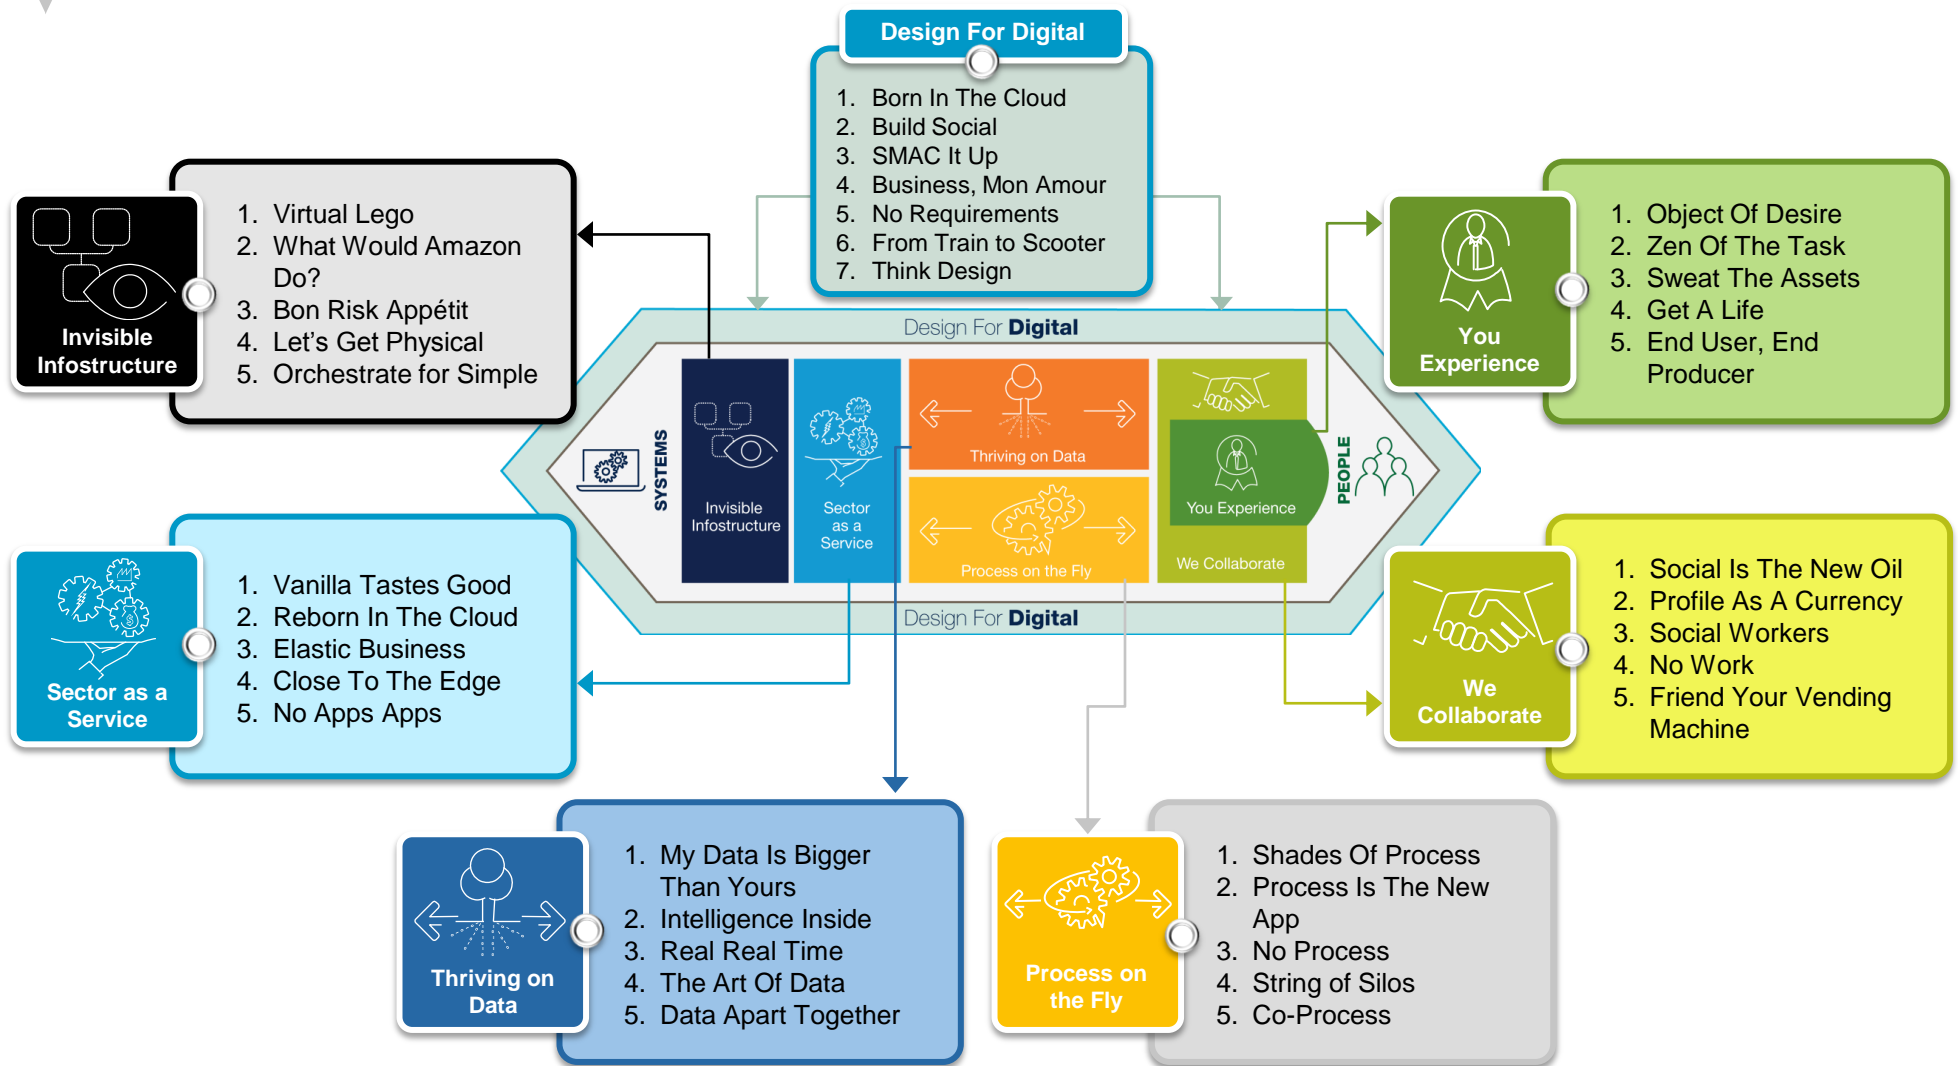 Design For Digital
1. Born In The Cloud
2. Build Social
3. SMAC It Up
4. Business, Mon Amour
5. No Requirements
6. From Train to Scooter
7. Think Design
Invisible
Infostructure
1. Virtual Lego
2. What Would Amazon
Do?
3. Bon Risk Appétit
4. Let's Get Physical
5. Orchestrate for Simple
You
Experience
1. Object Of Desire
2. Zen Of The Task
3. Sweat The Assets
4. Get A Life
5. End User, End
Producer
Design For Digital
SYSTEMS
Invisible
Infostructure
Sector
as a
Service
Thriving on Data
Process on the Fly
You Experience
We Collaborate
PEOPLE
Design For Digital
Sector as a
Service
1. Vanilla Tastes Good
2. Reborn In The Cloud
3. Elastic Business
4. Close To The Edge
5. No Apps Apps
We
Collaborate
1. Social Is The New Oil
2. Profile As A Currency
3. Social Workers
4. No Work
5. Friend Your Vending
Machine
Thriving on
Data
1. My Data Is Bigger
Than Yours
2. Intelligence Inside
3. Real Real Time
4. The Art Of Data
5. Data Apart Together
Process on
the Fly
1. Shades Of Process
2. Process Is The New
App
3. No Process
4. String of Silos
5. Co-Process